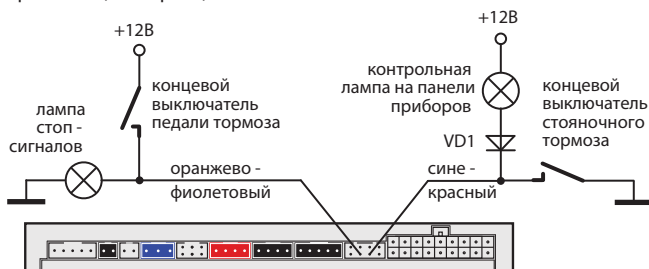 +12В
концевой
выключатель
педали тормоза
лампа
стоп -
сигналов
оранжево -
фиолетовый
+12В
контрольная
лампа на панели
приборов
VD1
концевой
выключатель
стояночного
тормоза
сине -
красный